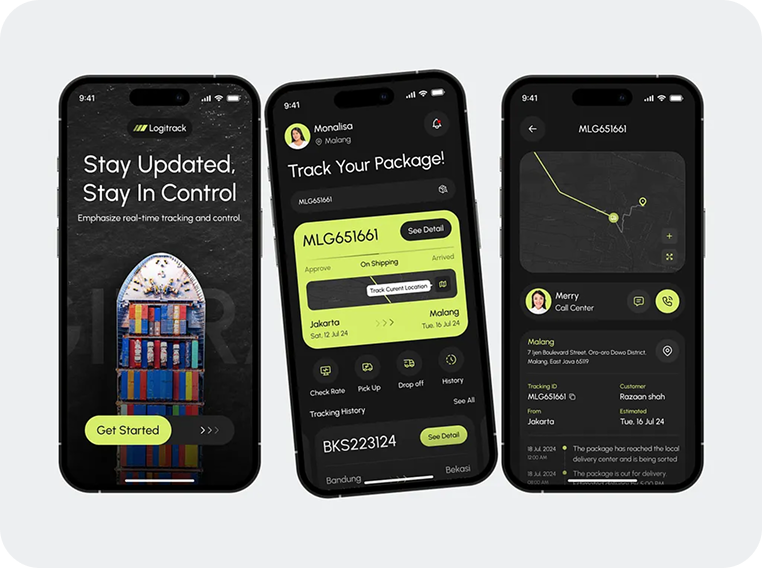 9:41
Logitrack
Stay Updated,
Stay In Control
Emphasize real-time tracking and control.
Get Started
9:41
Monalisa
Malang
Track Your Package!
MLG651661
MLG651661
See Detail
Approve
On Shipping
Arrived
Track Curent Location
Jakarta
Malang
Sat, 12 Jul 24
Tue, 16 Jul 24
Check Rate
Pick Up
Drop off
History
Tracking History
See All
BKS223124
See Detail
Bandung
Bekasi
9:41
MLG651661
Merry
Call Center
Malang
7 Ijen Boulevard Street, Oro-oro Dowo District,
Malang, East Java 65119
Tracking ID
Customer
MLG651661
Razaan shah
From
Estimated
Jakarta
Tue, 16 Jul 24
18 Jul, 2024
The package has reached the local
12:00 AM
delivery center and is being sorted
18 Jul, 2024
The package is out for delivery.
08:00 AM